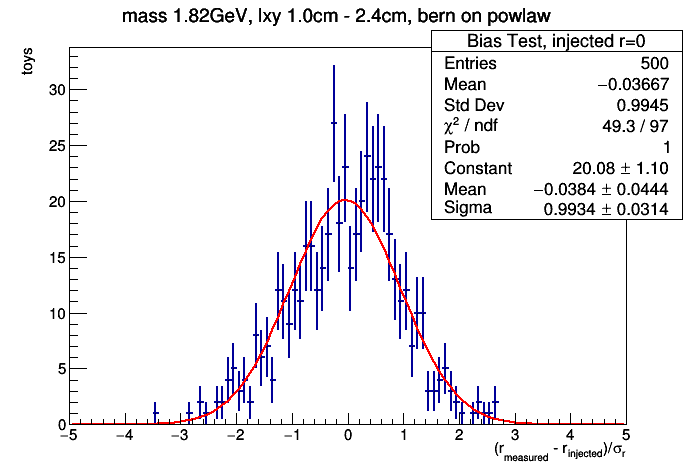 mass 1.82GeV, lxy 1.0cm - 2.4cm, bern on powlaw
Bias Test, injected r=0
Entries 500
Mean −0.03667
Std Dev 0.9945
χ² / ndf 49.3 / 97
Prob 1
Constant 20.08 ± 1.10
Mean −0.0384 ± 0.0444
Sigma 0.9934 ± 0.0314
toys
30
25
20
15
10
5
0
−5 −4 −3 −2 −1 0 1 2 3 4 5
(r_measured - r_injected)/σ_r